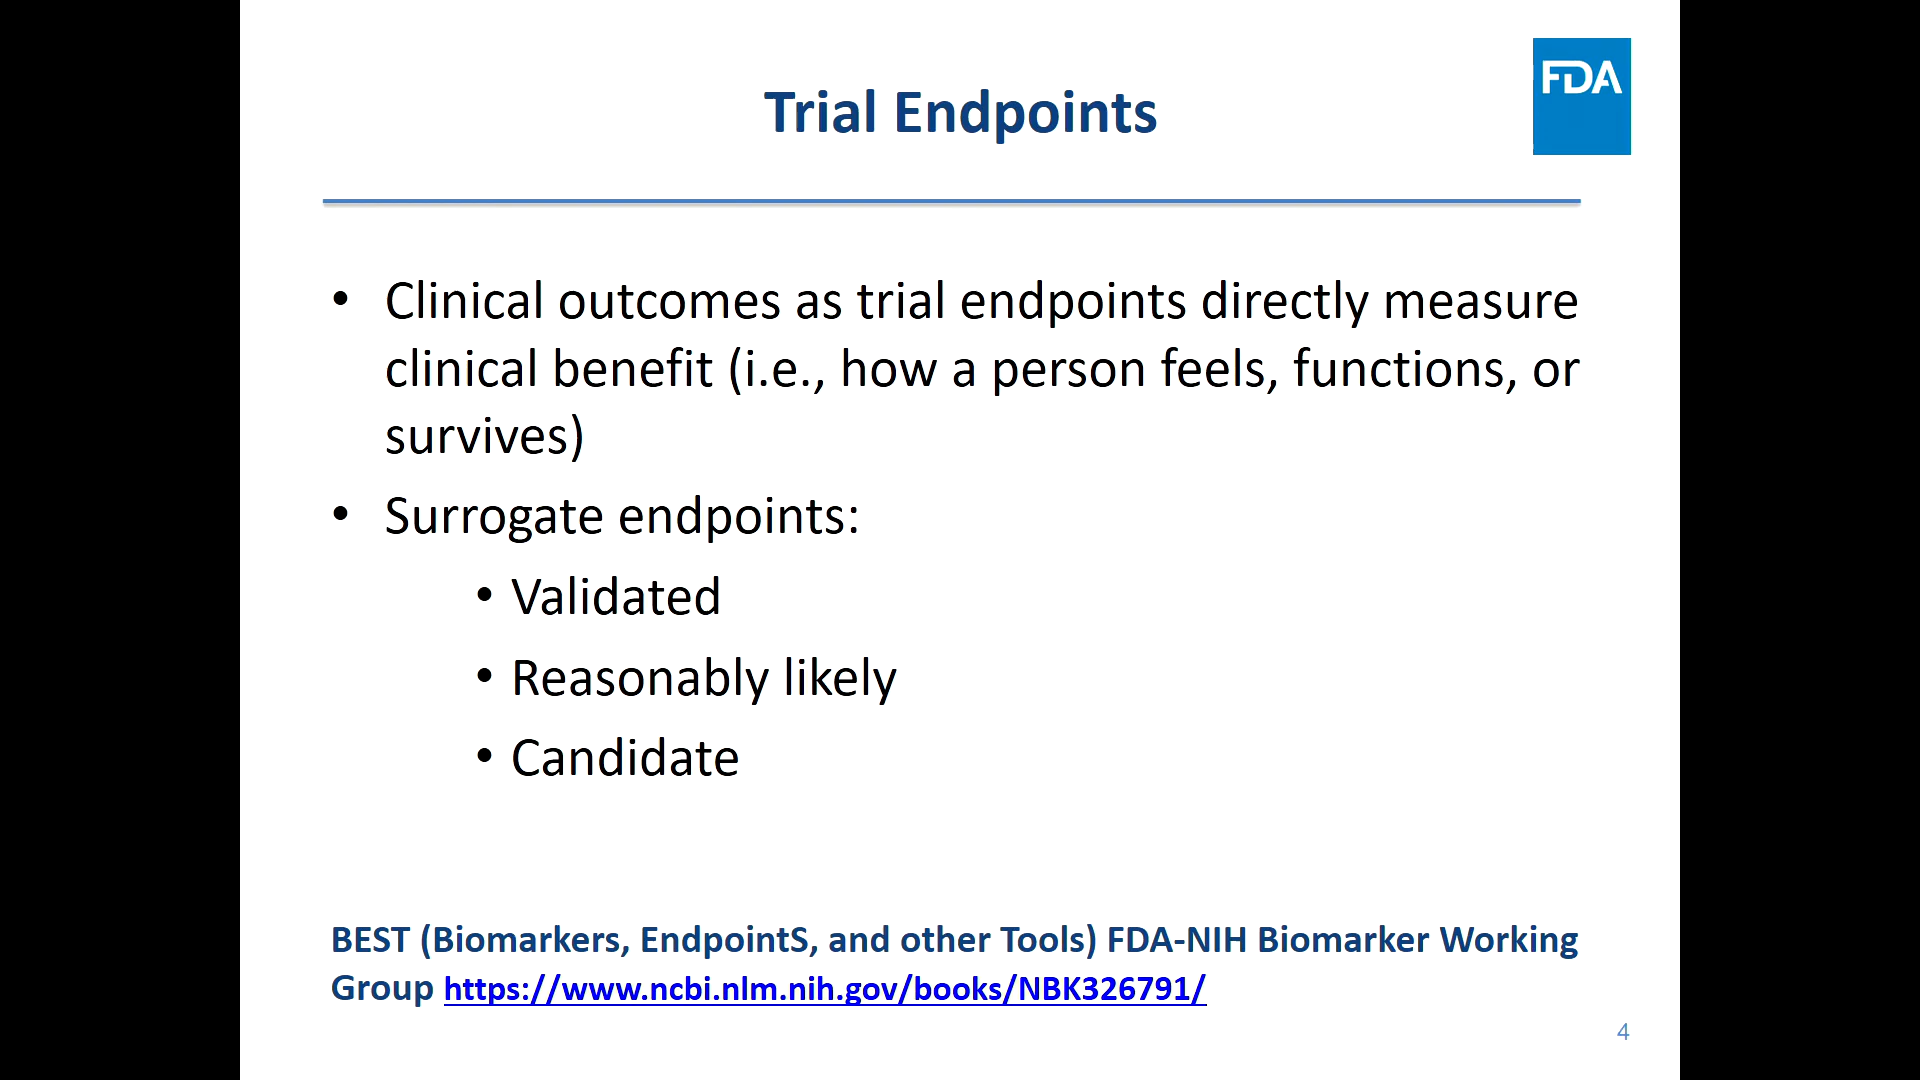 FDA
Trial Endpoints
• Clinical outcomes as trial endpoints directly measure
clinical benefit (i.e., how a person feels, functions, or
survives)
• Surrogate endpoints:
• Validated
• Reasonably likely
• Candidate
BEST (Biomarkers, EndpointS, and other Tools) FDA-NIH Biomarker Working
Group https://www.ncbi.nlm.nih.gov/books/NBK326791/
4